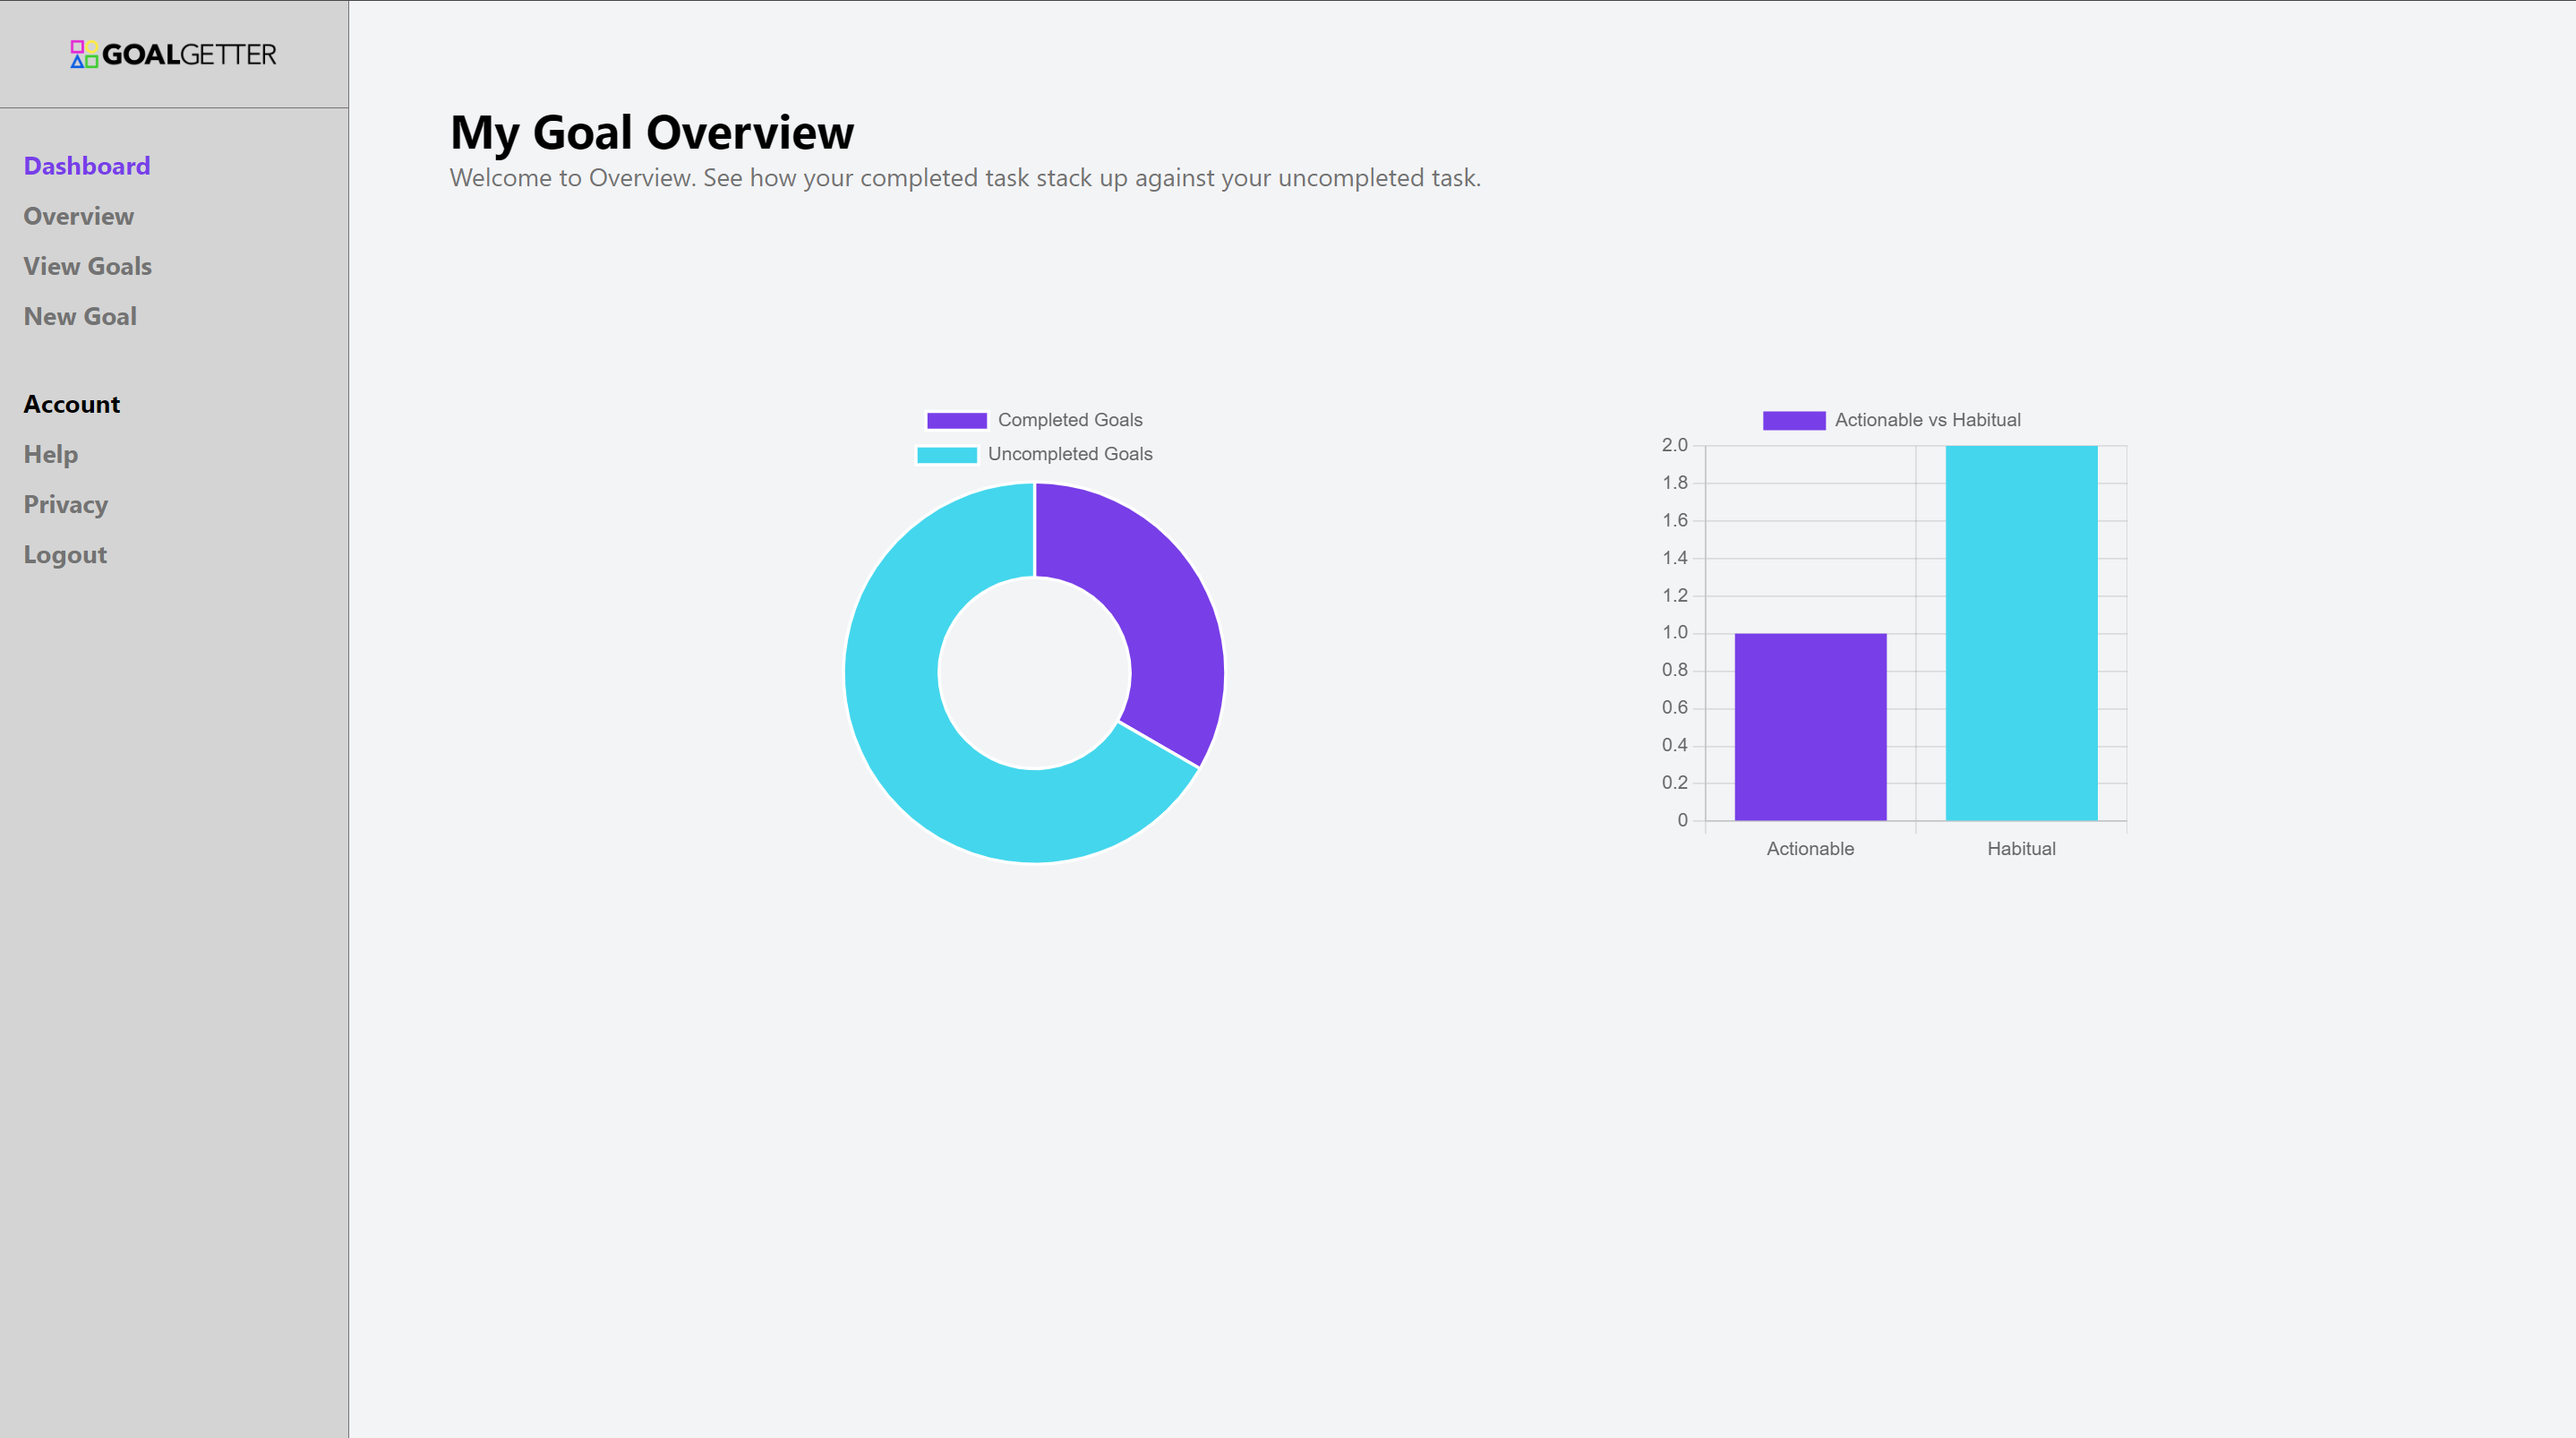 GOALGETTER
Dashboard
Overview
View Goals
New Goal
Account
Help
Privacy
Logout
My Goal Overview
Welcome to Overview. See how your completed task stack up against your uncompleted task.
Completed Goals
Uncompleted Goals
Actionable vs Habitual
2.0
1.8
1.6
1.4
1.2
1.0
0.8
0.6
0.4
0.2
0
Actionable Habitual